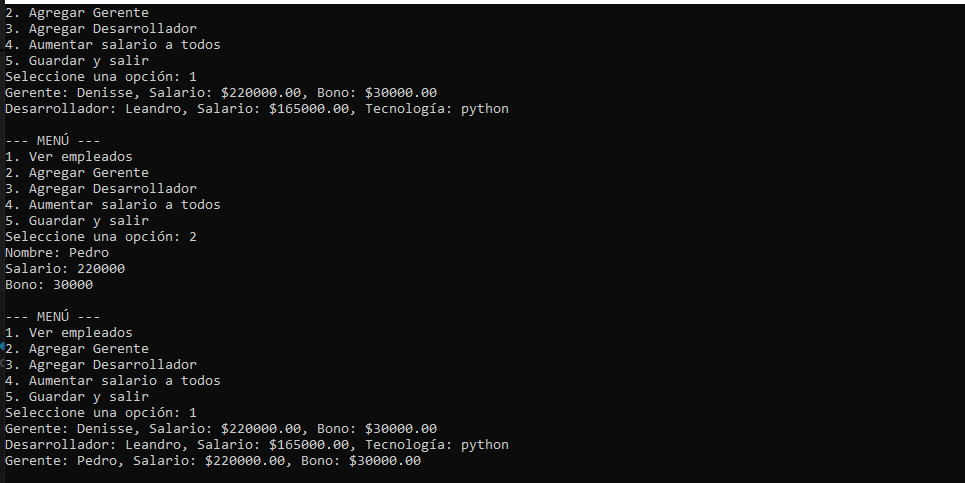 2. Agregar Gerente
3. Agregar Desarrollador
4. Aumentar salario a todos
5. Guardar y salir
Seleccione una opción: 1
Gerente: Denisse, Salario: $220000.00, Bono: $30000.00
Desarrollador: Leandro, Salario: $165000.00, Tecnología: python

--- MENÚ ---
1. Ver empleados
2. Agregar Gerente
3. Agregar Desarrollador
4. Aumentar salario a todos
5. Guardar y salir
Seleccione una opción: 2
Nombre: Pedro
Salario: 220000
Bono: 30000

--- MENÚ ---
1. Ver empleados
2. Agregar Gerente
3. Agregar Desarrollador
4. Aumentar salario a todos
5. Guardar y salir
Seleccione una opción: 1
Gerente: Denisse, Salario: $220000.00, Bono: $30000.00
Desarrollador: Leandro, Salario: $165000.00, Tecnología: python
Gerente: Pedro, Salario: $220000.00, Bono: $30000.00